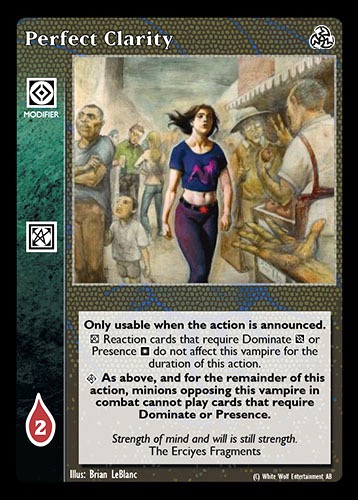 Perfect Clarity
MODIFIER
Only usable when the action is announced.
Reaction cards that require Dominate or
Presence do not affect this vampire for the
duration of this action.
As above, and for the remainder of this
action, minions opposing this vampire in
combat cannot play cards that require
Dominate or Presence.
2
Strength of mind and will is still strength.
The Erciyes Fragments
Illus: Brian LeBlanc
(C) White Wolf Entertainment AB